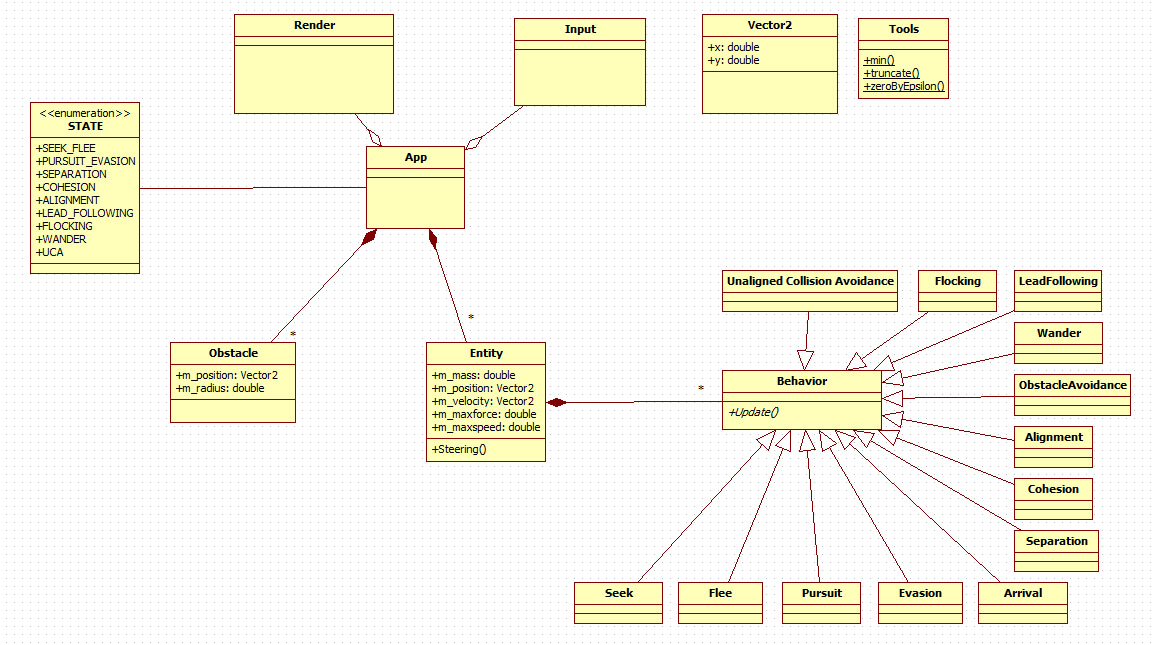 Render
Input
Vector2
+x: double
+y: double
Tools
+min()
+truncate()
+zeroByEpsilon()
<<enumeration>>
STATE
+SEEK_FLEE
+PURSUIT_EVASION
+SEPARATION
+COHESION
+ALIGNMENT
+LEAD_FOLLOWING
+FLOCKING
+WANDER
+UCA
App
*
*
Obstacle
+m_position: Vector2
+m_radius: double
Entity
+m_mass: double
+m_position: Vector2
+m_velocity: Vector2
+m_maxforce: double
+m_maxspeed: double
+Steering()
*
Unaligned Collision Avoidance
Flocking
LeadFollowing
Wander
Behavior
+Update()
ObstacleAvoidance
Alignment
Cohesion
Separation
Seek
Flee
Pursuit
Evasion
Arrival